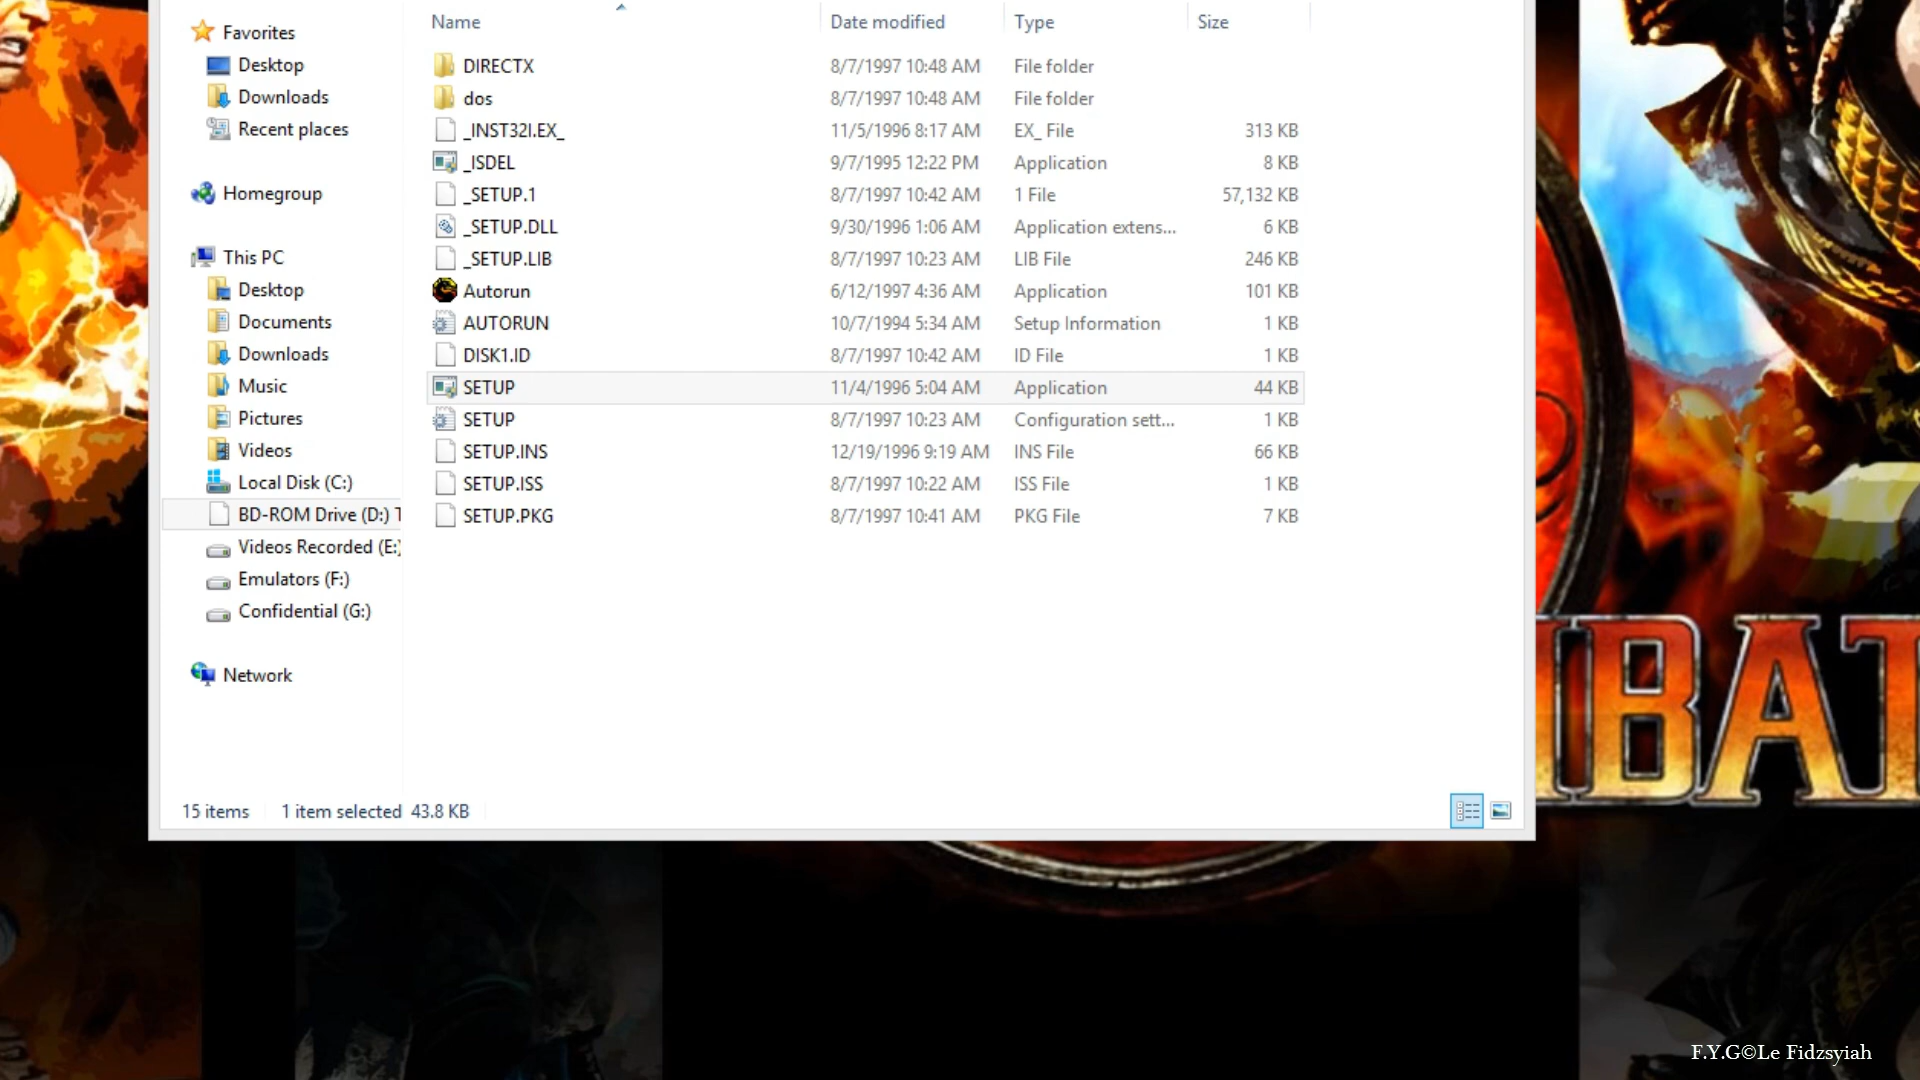 Name Date modified Type Size
Favorites
Desktop
Downloads
Recent places
Homegroup
This PC
Desktop
Documents
Downloads
Music
Pictures
Videos
Local Disk (C:)
BD-ROM Drive (D:) T
Videos Recorded (E:)
Emulators (F:)
Confidential (G:)
Network
DIRECTX 8/7/1997 10:48 AM File folder
dos 8/7/1997 10:48 AM File folder
_INST32I.EX_ 11/5/1996 8:17 AM EX_ File 313 KB
_ISDEL 9/7/1995 12:22 PM Application 8 KB
_SETUP.1 8/7/1997 10:42 AM 1 File 57,132 KB
_SETUP.DLL 9/30/1996 1:06 AM Application extens... 6 KB
_SETUP.LIB 8/7/1997 10:23 AM LIB File 246 KB
Autorun 6/12/1997 4:36 AM Application 101 KB
AUTORUN 10/7/1994 5:34 AM Setup Information 1 KB
DISK1.ID 8/7/1997 10:42 AM ID File 1 KB
SETUP 11/4/1996 5:04 AM Application 44 KB
SETUP 8/7/1997 10:23 AM Configuration sett... 1 KB
SETUP.INS 12/19/1996 9:19 AM INS File 66 KB
SETUP.ISS 8/7/1997 10:22 AM ISS File 1 KB
SETUP.PKG 8/7/1997 10:41 AM PKG File 7 KB
15 items 1 item selected 43.8 KB
BAT
F.Y.G©Le Fidzsyiah